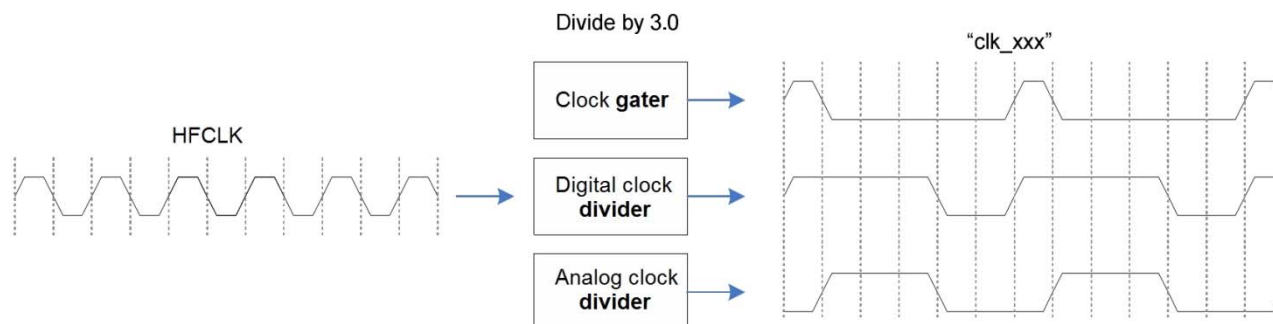 Divide by 3.0
“clk_xxx”
Clock gater
HFCLK
Digital clock
divider
Analog clock
divider